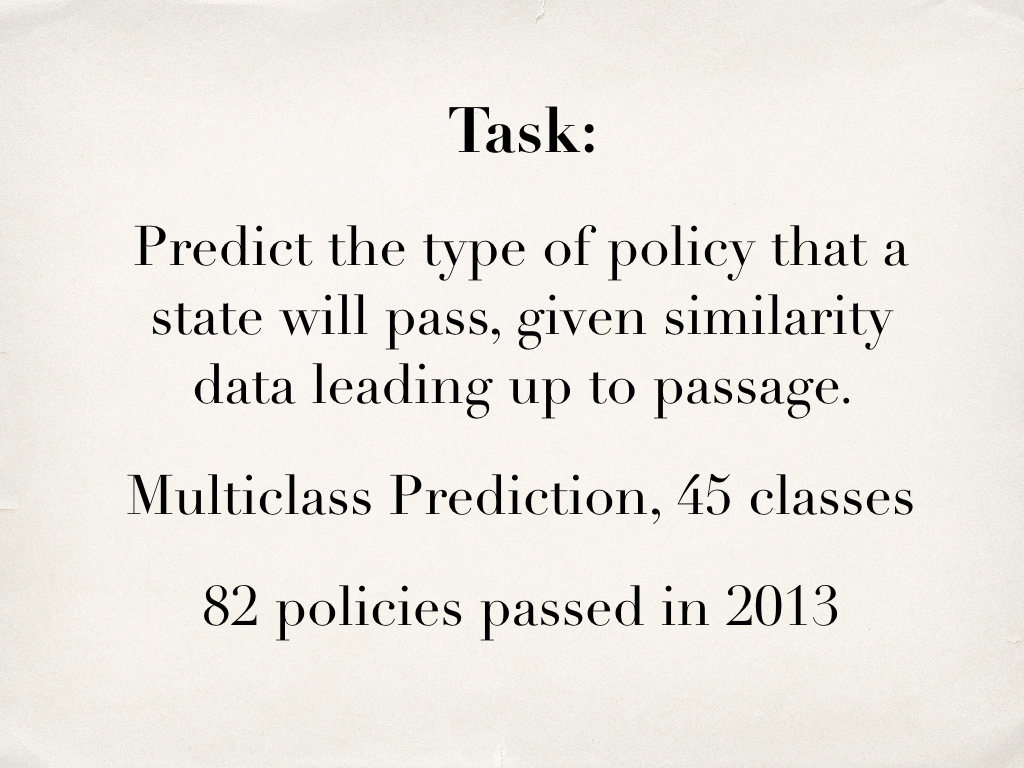 Task:
Predict the type of policy that a
state will pass, given similarity
data leading up to passage.
Multiclass Prediction, 45 classes
82 policies passed in 2013